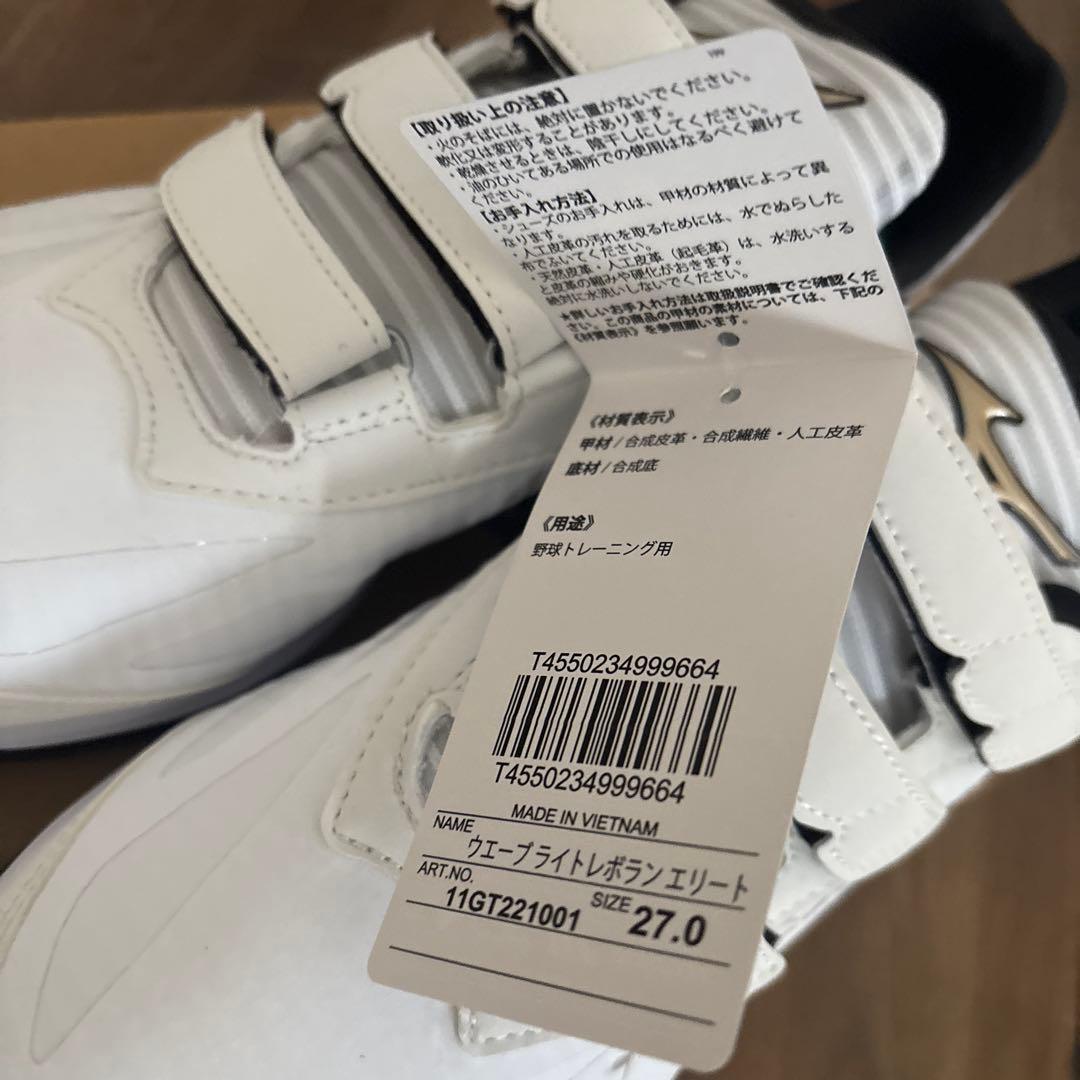 【取り扱い上の注意】
・火のそばには、絶対に置かないでください。
軟化又は変形することがあります。
・乾燥させるときは、陰干しにしてください。
・油のひいてある場所での使用はなるべく避けて
ください。
【お手入れ方法】
・シューズのお手入れは、甲材の材質によって異
なります。
・人工皮革の汚れを取るためには、水でぬらした
布でふいてください。
・天然皮革・人工皮革（起毛革）は、水洗いする
と皮革の縮みや硬化がおきます。
絶対に水洗いしないでください。
★詳しいお手入れ方法は取扱説明書でご確認くだ
さい。この商品の甲材の素材については、下記の
《材質表示》を参照願います。
《材質表示》
甲材/合成皮革・合成繊維・人工皮革
底材/合成底
《用途》
野球トレーニング用
T4550234999664
T4550234999664
MADE IN VIETNAM
NAME ウエーブライトレボラン エリート
ART.NO. 11GT221001 SIZE 27.0